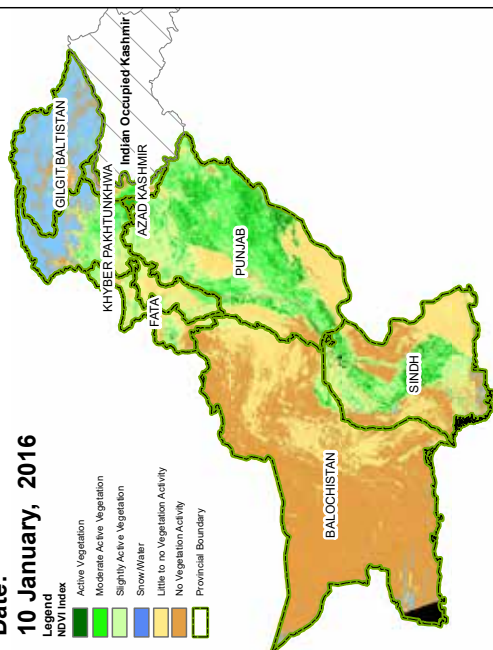 Date:
10 January, 2016
Legend
NDVI Index
Active Vegetation
Moderate Active Vegetation
Slightly Active Vegetation
Snow/Water
Little to no Vegetation Activity
No Vegetation Activity
Provincial Boundary
GILGIT BALTISTAN
Indian Occupied Kashmir
AZAD KASHMIR
KHYBER PAKHTUNKHWA
FATA
PUNJAB
BALOCHISTAN
SINDH